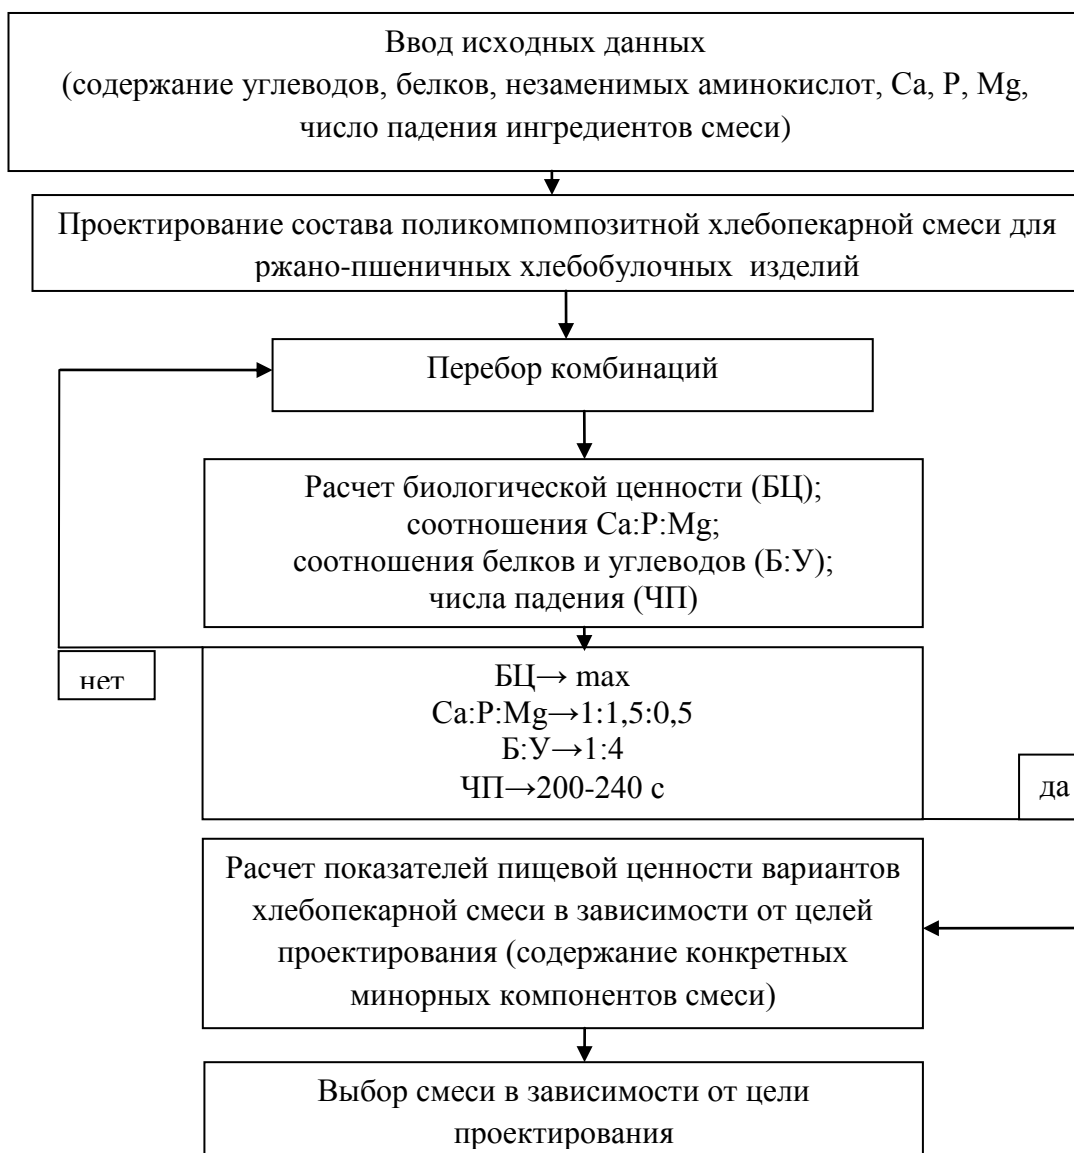 Ввод исходных данных
(содержание углеводов, белков, незаменимых аминокислот, Ca, P, Mg,
число падения ингредиентов смеси)
Проектирование состава поликомпомпозитной хлебопекарной смеси для
ржано-пшеничных хлебобулочных изделий
Перебор комбинаций
Расчет биологической ценности (БЦ);
соотношения Ca:P:Mg;
соотношения белков и углеводов (Б:У);
числа падения (ЧП)
нет
БЦ→ max
Ca:P:Mg→1:1,5:0,5
Б:У→1:4
ЧП→200-240 с
да
Расчет показателей пищевой ценности вариантов
хлебопекарной смеси в зависимости от целей
проектирования (содержание конкретных
минорных компонентов смеси)
Выбор смеси в зависимости от цели
проектирования